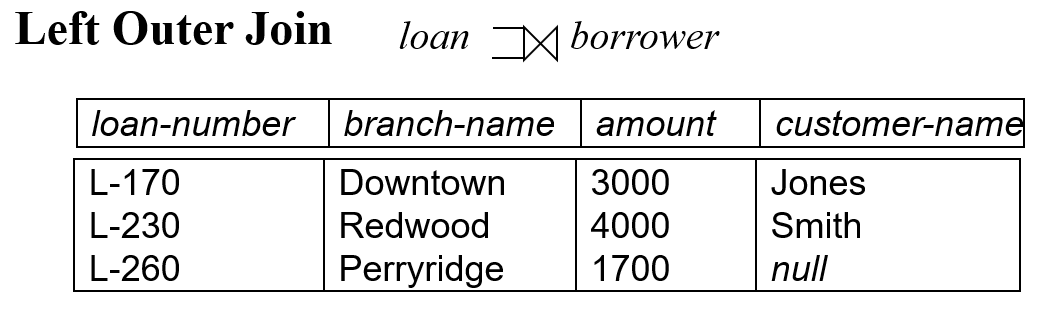 Left Outer Join loan ⟕ borrower
loan-number branch-name amount customer-name
L-170 Downtown 3000 Jones
L-230 Redwood 4000 Smith
L-260 Perryridge 1700 null